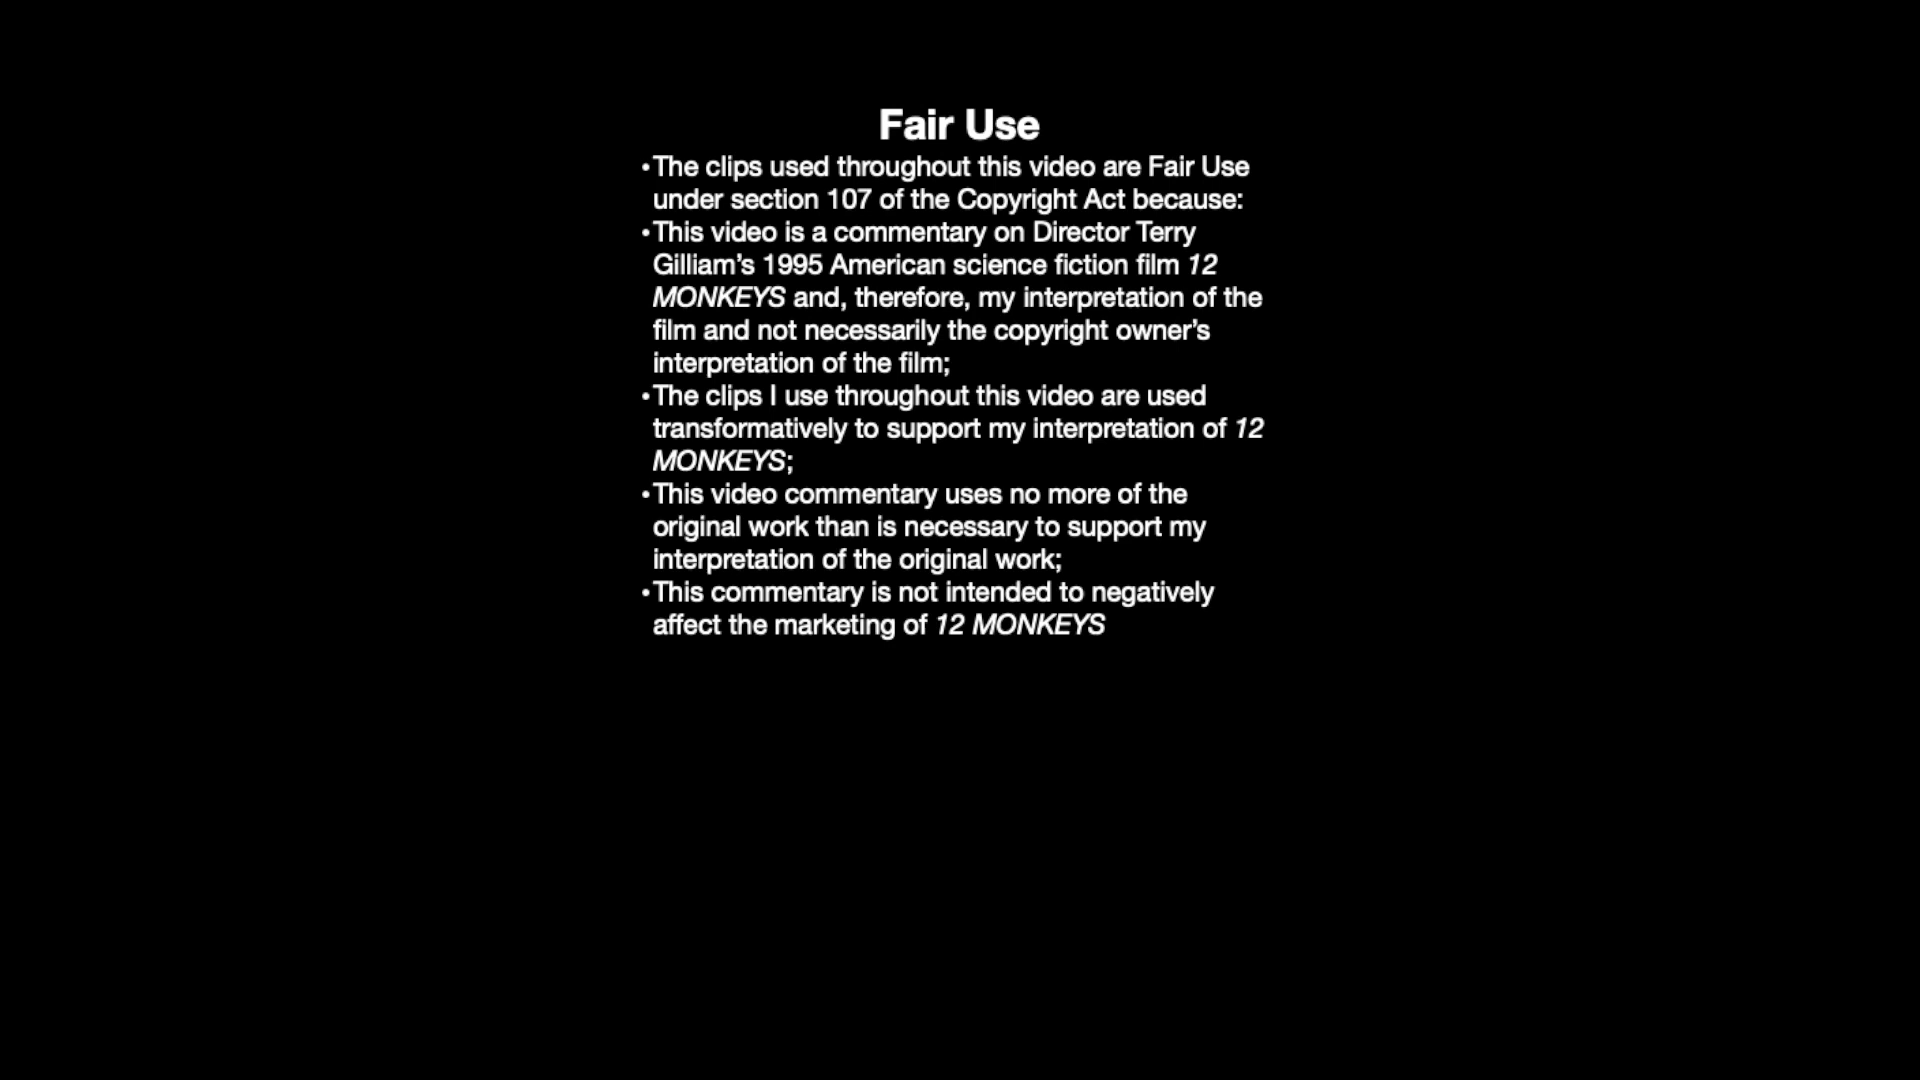 Fair Use
•The clips used throughout this video are Fair Use
under section 107 of the Copyright Act because:
•This video is a commentary on Director Terry
Gilliam’s 1995 American science fiction film 12
MONKEYS and, therefore, my interpretation of the
film and not necessarily the copyright owner’s
interpretation of the film;
•The clips I use throughout this video are used
transformatively to support my interpretation of 12
MONKEYS;
•This video commentary uses no more of the
original work than is necessary to support my
interpretation of the original work;
•This commentary is not intended to negatively
affect the marketing of 12 MONKEYS